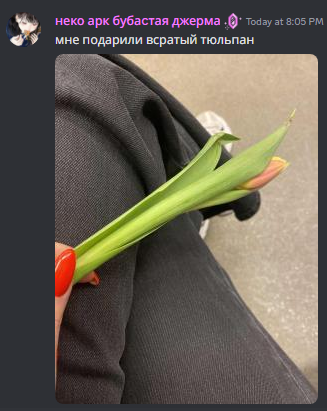 неко арк бубастая джерма . Today at 8:05 PM
мне подарили всратый тюльпан